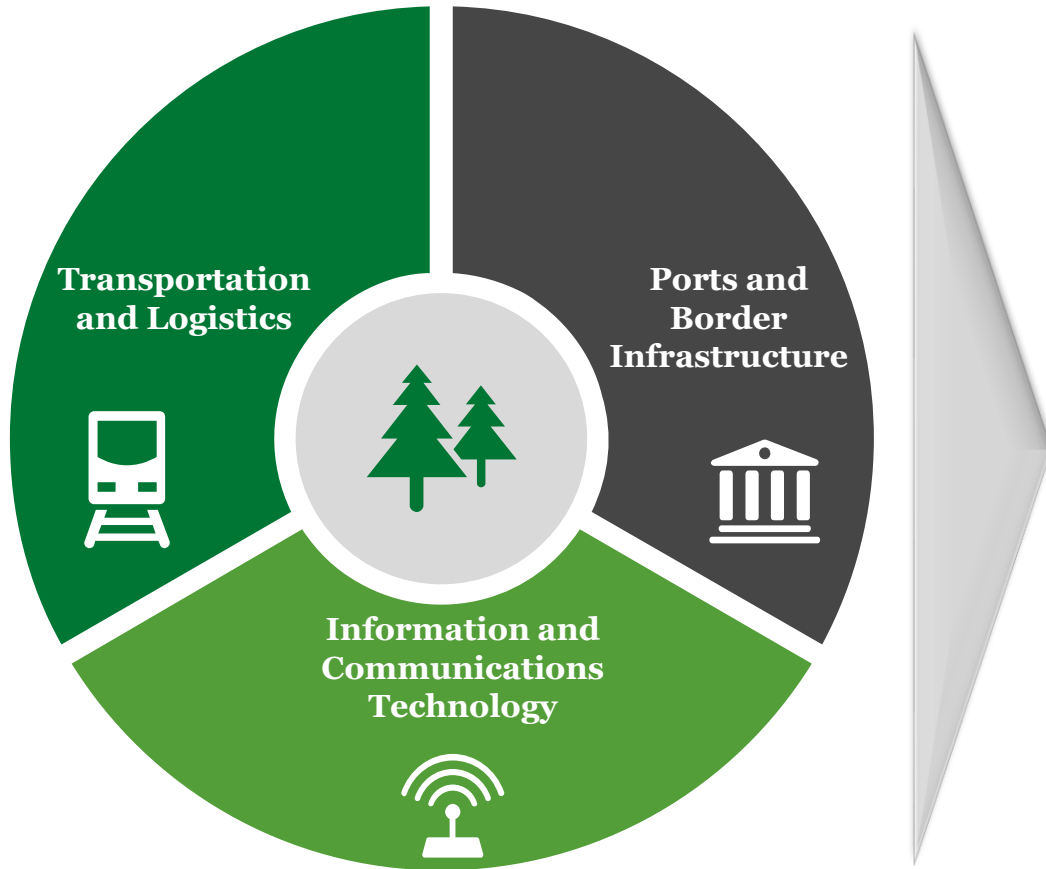 Transportation
and Logistics
Ports and
Border
Infrastructure
Information and
Communications
Technology